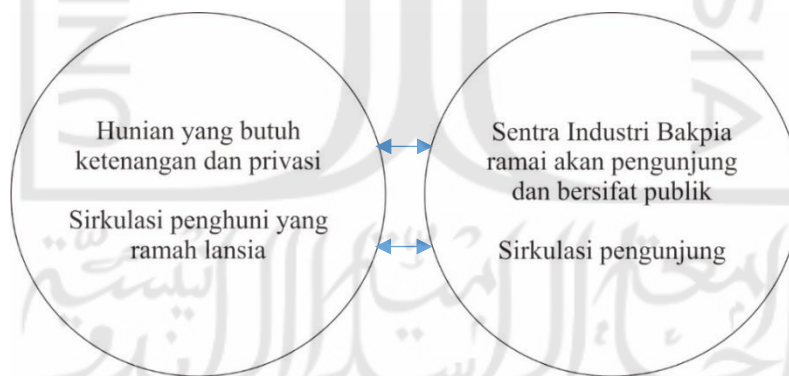 Hunian yang butuh
ketenangan dan privasi
Sirkulasi penghuni yang
ramah lansia
Sentra Industri Bakpia
ramai akan pengunjung
dan bersifat publik
Sirkulasi pengunjung